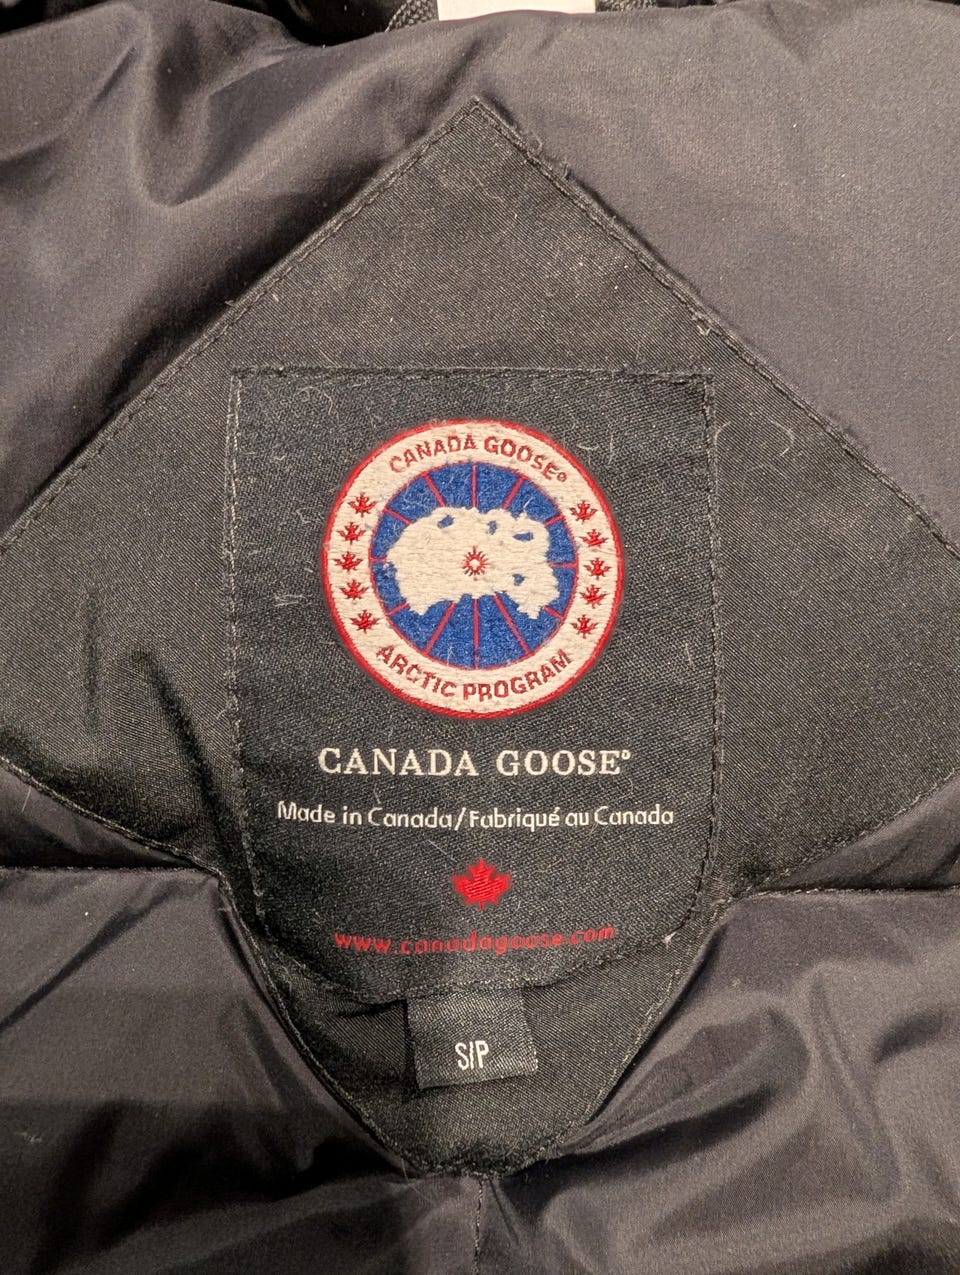 CANADA GOOSE®
ARCTIC PROGRAM
CANADA GOOSE®
Made in Canada/Fabriqué au Canada
www.canadagoose.com
S/P